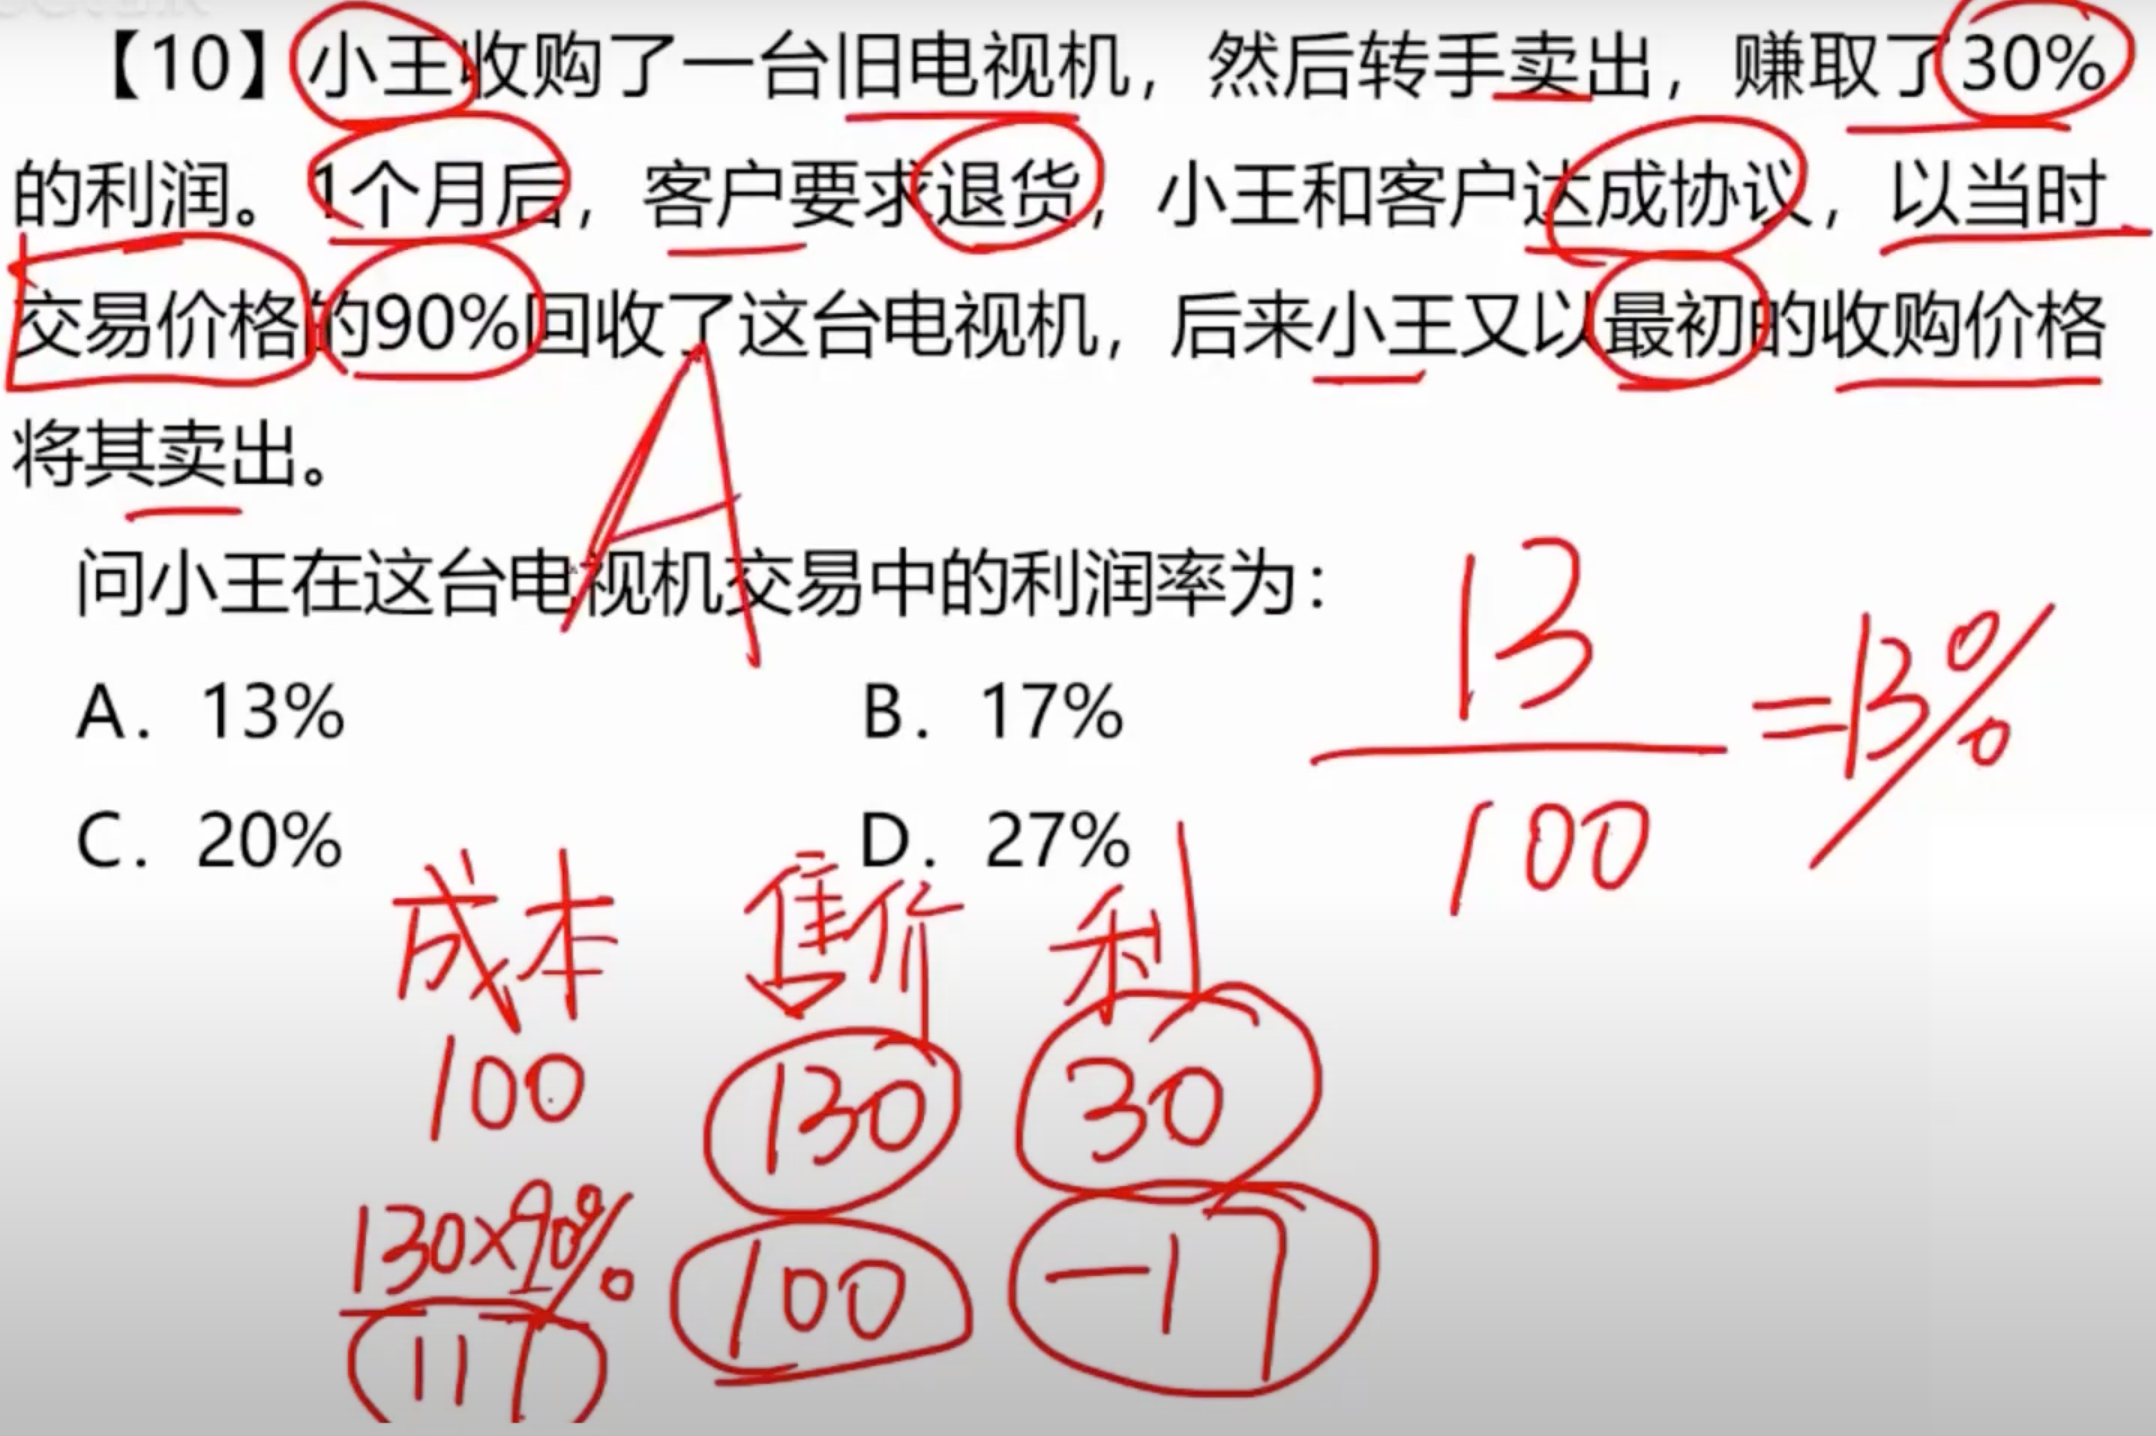 【10】小王收购了一台旧电视机，然后转手卖出，赚取了30%
的利润。1个月后，客户要求退货，小王和客户达成协议，以当时
交易价格的90%回收了这台电视机，后来小王又以最初的收购价格
将其卖出。
A
问小王在这台电视机交易中的利润率为：
A. 13%
B. 17%
C. 20%
D. 27%
13
100
=13%
成本 售价 利
100 130 30
130×90% 100 -17
117